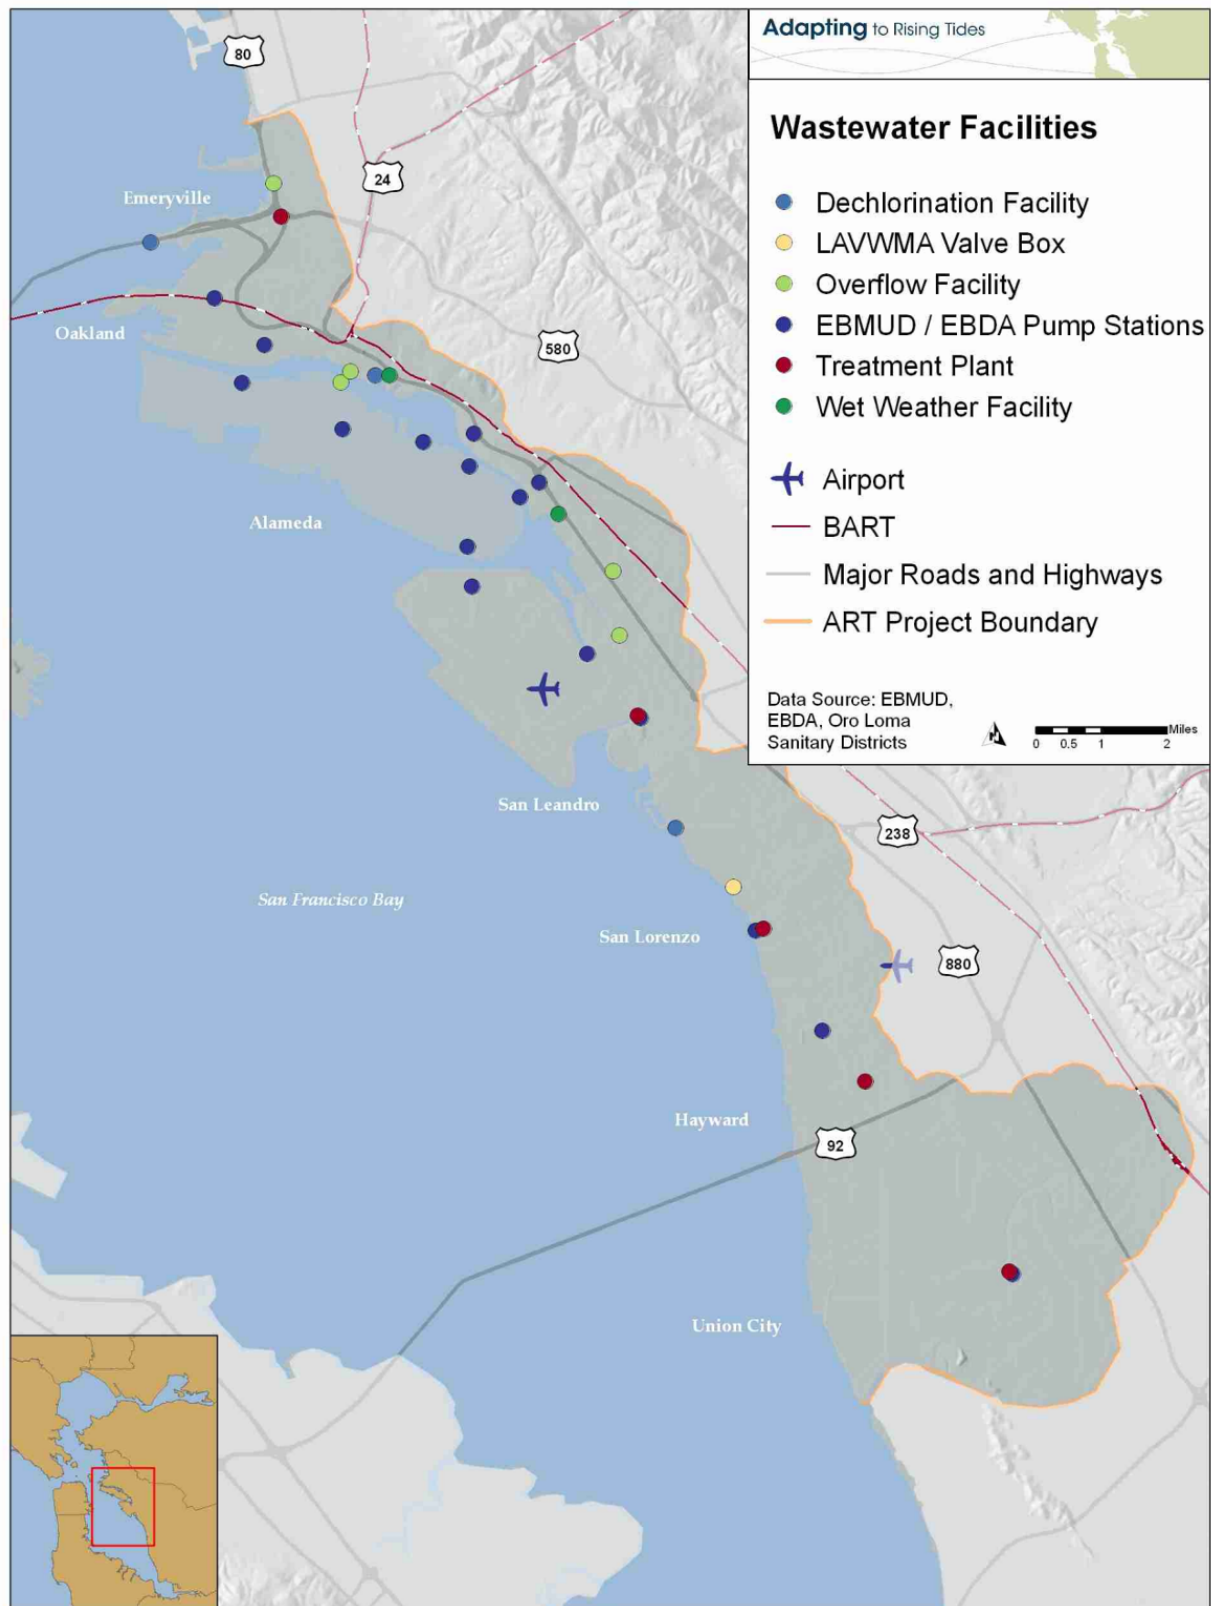 Adapting to Rising Tides
Wastewater Facilities
Dechlorination Facility
LAVWMA Valve Box
Overflow Facility
EBMUD / EBDA Pump Stations
Treatment Plant
Wet Weather Facility
Airport
BART
Major Roads and Highways
ART Project Boundary
Data Source: EBMUD,
EBDA, Oro Loma
Sanitary Districts
N
Miles
0 0.5 1 2
80
24
Emeryville
Oakland
580
Alameda
San Leandro
238
San Francisco Bay
San Lorenzo
880
Hayward
92
Union City